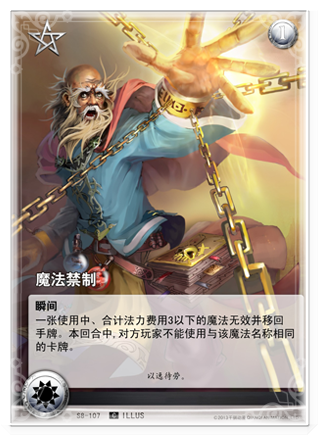 1
魔法禁制
瞬间
一张使用中、合计法力费用3以下的魔法无效并移回
手牌。本回合中，对方玩家不能使用与该魔法名称相同
的卡牌。
以逸待劳。
S8-107 C ILLUS